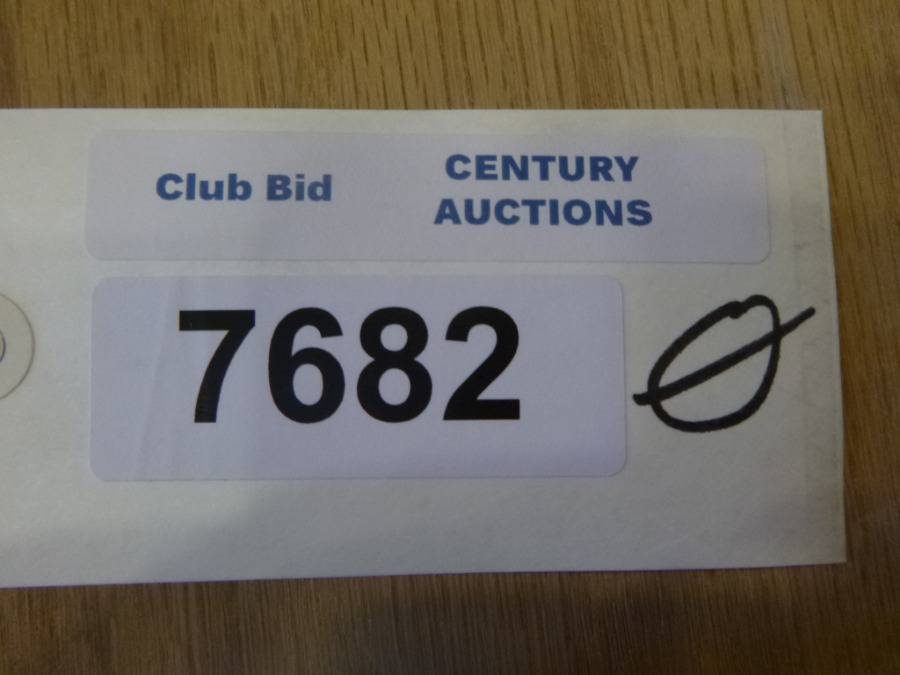 Club Bid
CENTURY
AUCTIONS
7682 Ø